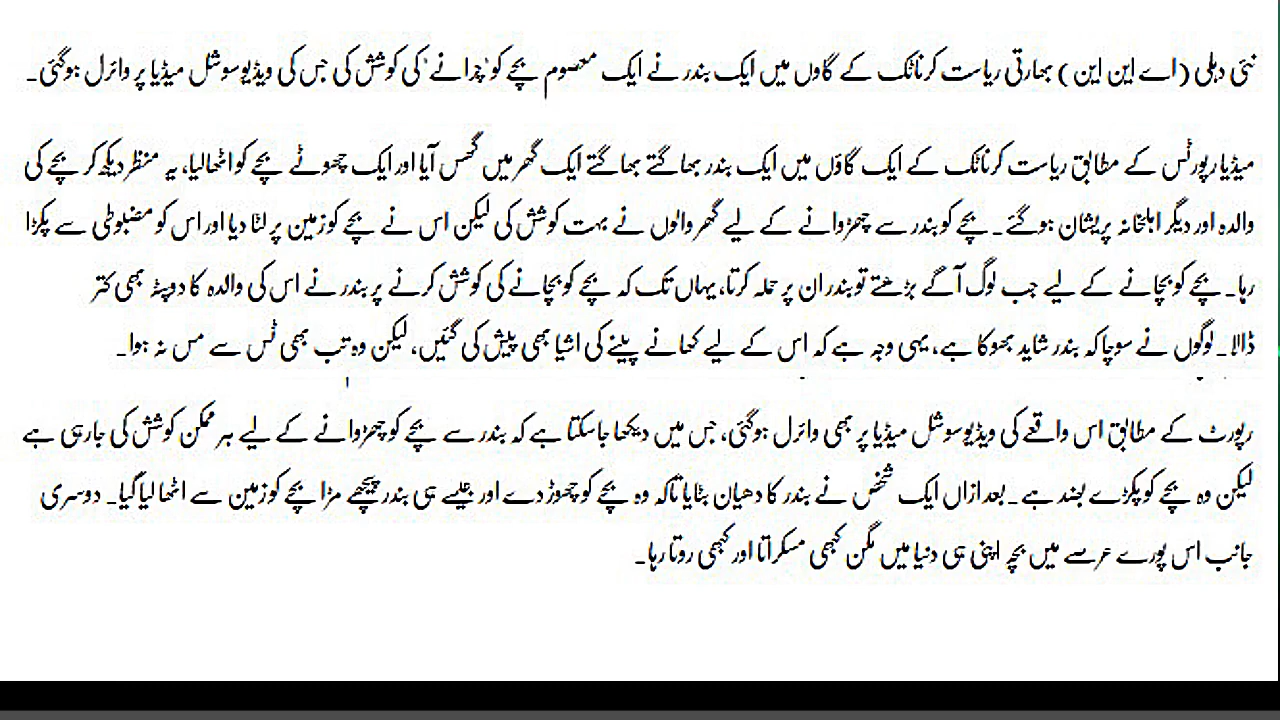 نئی دہلی (اے این این) بھارتی ریاست کرناٹک کے گاوں میں ایک بندر نے ایک معصوم بچے کو 'چرانے' کی کوشش کی جس کی ویڈیو سوشل میڈیا پر وائرل ہوگئی۔
میڈیا رپورٹس کے مطابق ریاست کرناٹک کے ایک گاؤں میں ایک بندر بھاگتے بھاگتے ایک گھر میں گھس آیا اور ایک چھوٹے بچے کو اٹھالیا، یہ منظر دیکھ کر بچے کی
والدہ اور دیگر اہلخانہ پریشان ہوگئے۔ بچے کو بندر سے چھڑوانے کے لیے گھر والوں نے بہت کوشش کی لیکن اس نے بچے کو زمین پر لٹا دیا اور اس کو مضبوطی سے پکڑا
رہا۔ بچے کو بچانے کے لیے جب لوگ آگے بڑھتے تو بندر ان پر حملہ کرتا، یہاں تک کہ بچے کو بچانے کی کوشش کرنے پر بندر نے اس کی والدہ کا دوپٹہ بھی کتر
ڈالا۔ لوگوں نے سوچا کہ بندر شاید بھوکا ہے، یہی وجہ ہے کہ اس کے لیے کھانے پینے کی اشیا بھی پیش کی گئیں، لیکن وہ تب بھی ٹس سے مس نہ ہوا۔
رپورٹ کے مطابق اس واقعے کی ویڈیو سوشل میڈیا پر بھی وائرل ہوگئی، جس میں دیکھا جاسکتا ہے کہ بندر سے بچے کو چھڑوانے کے لیے ہر ممکن کوشش کی جارہی ہے
لیکن وہ بچے کو پکڑے بضد ہے۔ بعد ازاں ایک شخص نے بندر کا دھیان بٹایا تاکہ وہ بچے کو چھوڑ دے اور جیسے ہی بندر پیچھے مڑا بچے کو زمین سے اٹھا لیا گیا۔ دوسری
جانب اس پورے عرصے میں بچہ اپنی ہی دنیا میں مگن کبھی مسکراتا اور کبھی روتا رہا۔